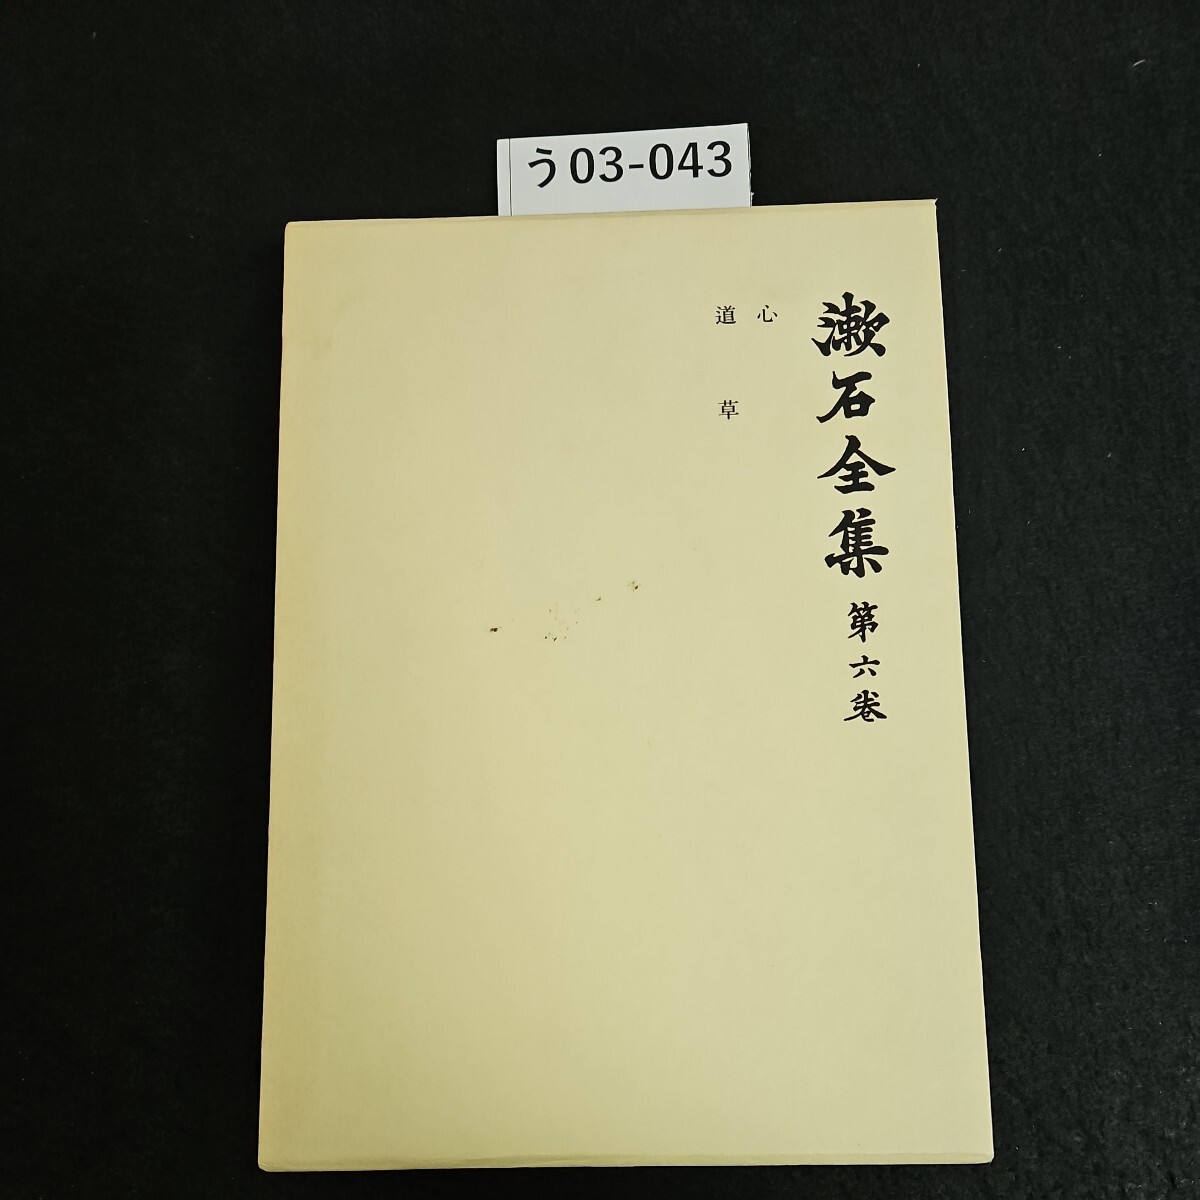 う03-043
漱石全集 第六巻
心
道草